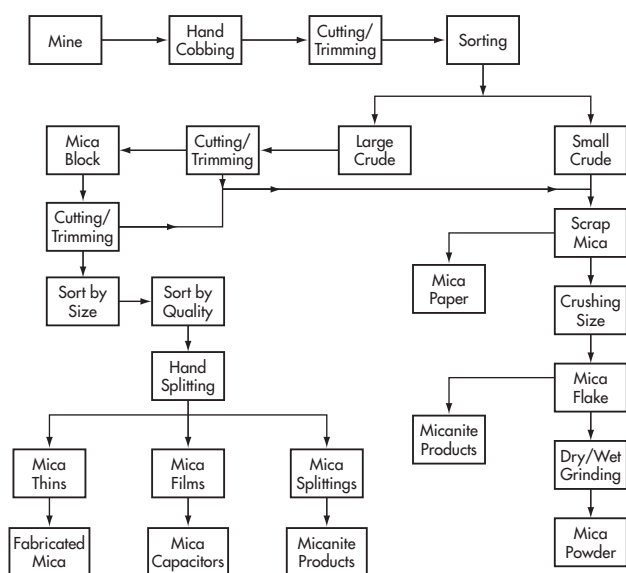 Mine
Hand
Cobbing
Cutting/
Trimming
Sorting
Mica
Block
Cutting/
Trimming
Large
Crude
Small
Crude
Cutting/
Trimming
Scrap
Mica
Mica
Paper
Sort by
Size
Sort by
Quality
Crushing
Size
Hand
Splitting
Mica
Flake
Micanite
Products
Mica
Thins
Mica
Films
Mica
Splittings
Dry/Wet
Grinding
Fabricated
Mica
Mica
Capacitors
Micanite
Products
Mica
Powder